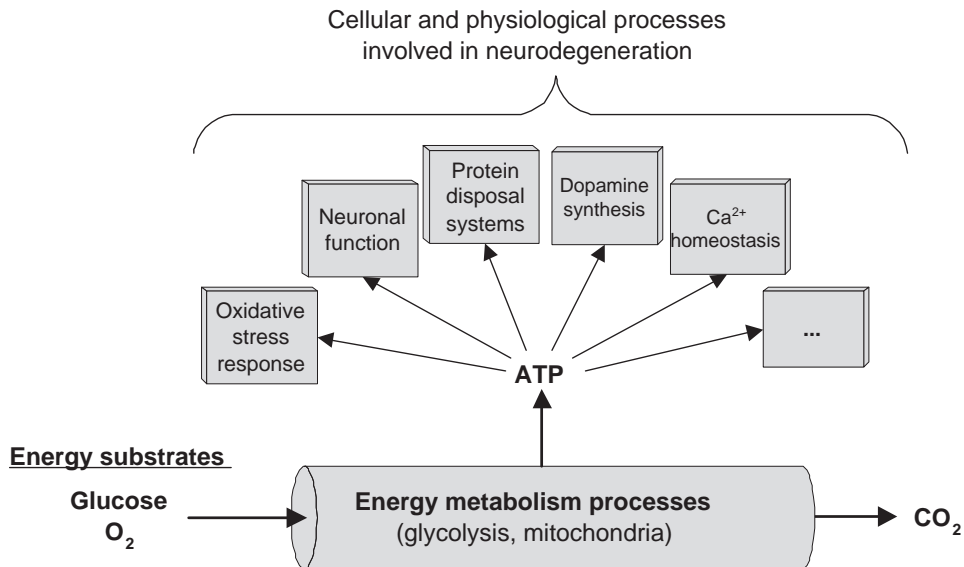 Cellular and physiological processes
involved in neurodegeneration
Protein
disposal
systems
Dopamine
synthesis
Neuronal
function
Ca²⁺
homeostasis
Oxidative
stress
response
...
ATP
Energy substrates
Glucose
O₂
Energy metabolism processes
(glycolysis, mitochondria)
CO₂